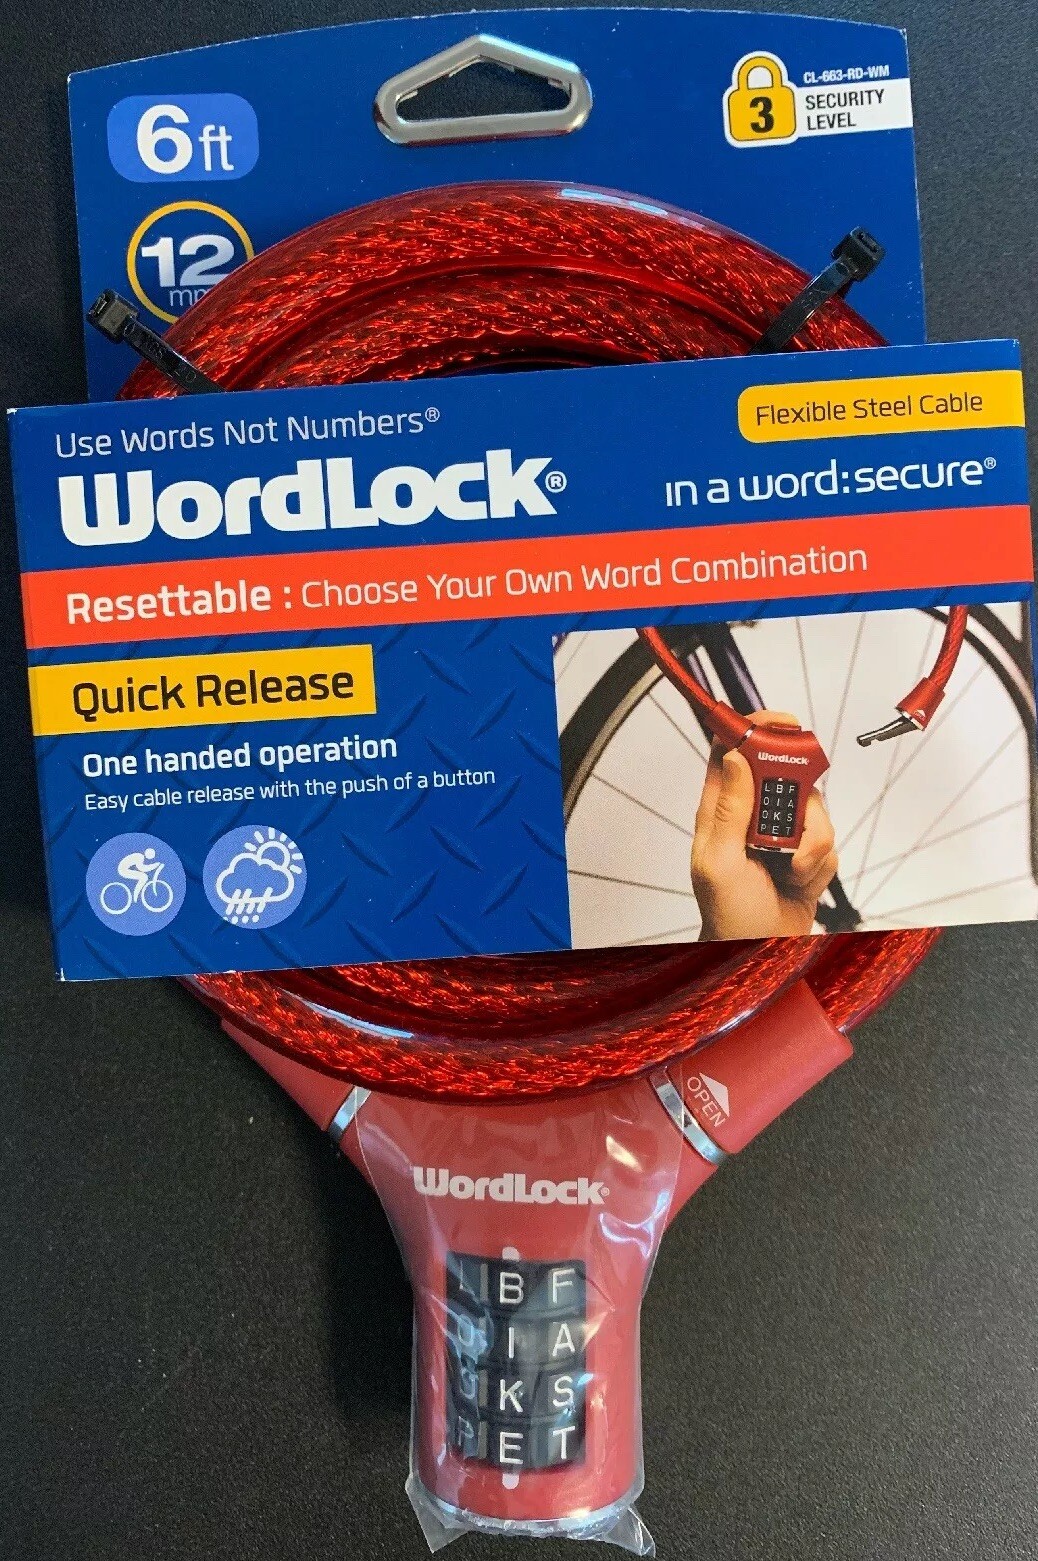 6 ft
CL-663-RD-WM
3 SECURITY
LEVEL
12
mm
Use Words Not Numbers®
WordLock®
Flexible Steel Cable
in a word:secure®
Resettable : Choose Your Own Word Combination
Quick Release
One handed operation
Easy cable release with the push of a button
WordLock
L B F
O I A
O K S
P E T
OPEN
WordLock®
L B F
O I A
O K S
P E T